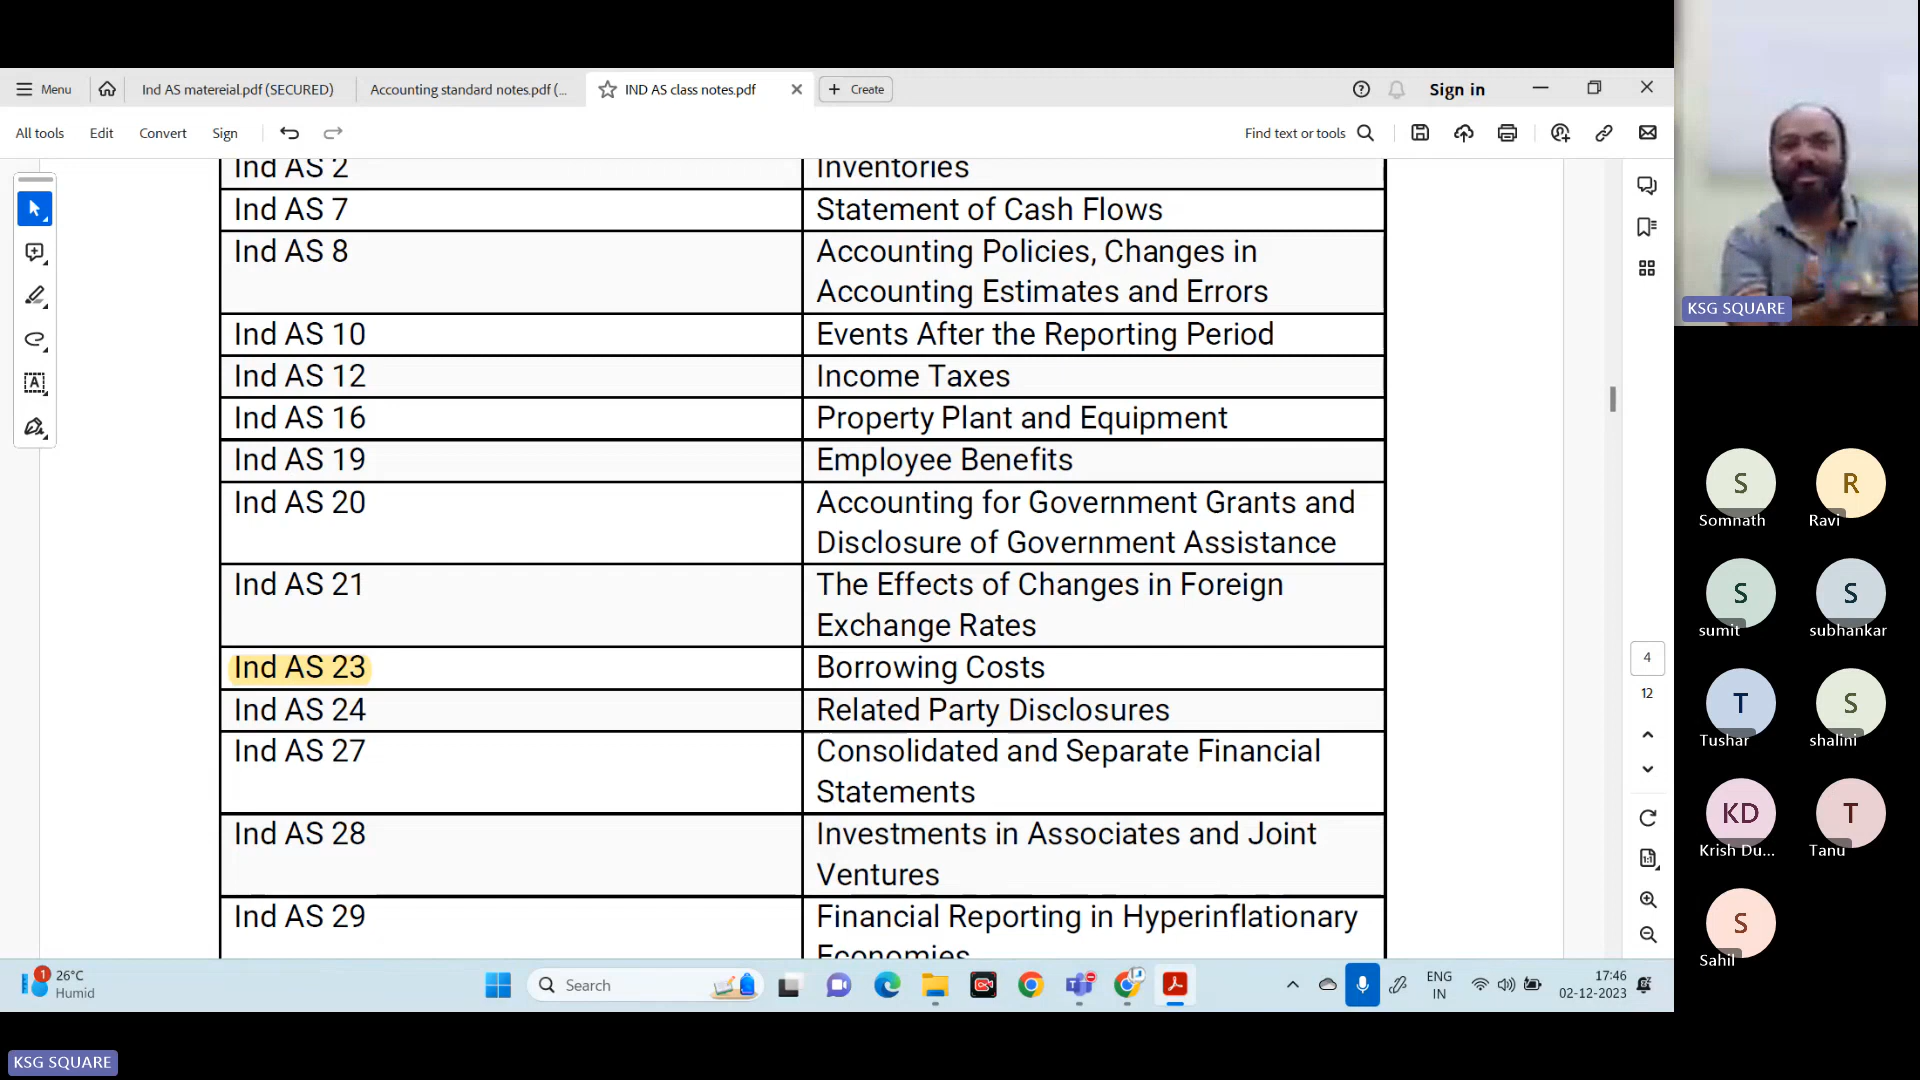 Menu
Ind AS matereial.pdf (SECURED)
Accounting standard notes.pdf (...
IND AS class notes.pdf
Create
Sign in
All tools
Edit
Convert
Sign
Find text or tools
Ind AS 2
Inventories
Ind AS 7
Statement of Cash Flows
Ind AS 8
Accounting Policies, Changes in
Accounting Estimates and Errors
Ind AS 10
Events After the Reporting Period
Ind AS 12
Income Taxes
Ind AS 16
Property Plant and Equipment
Ind AS 19
Employee Benefits
Ind AS 20
Accounting for Government Grants and
Disclosure of Government Assistance
Ind AS 21
The Effects of Changes in Foreign
Exchange Rates
Ind AS 23
Borrowing Costs
Ind AS 24
Related Party Disclosures
Ind AS 27
Consolidated and Separate Financial
Statements
Ind AS 28
Investments in Associates and Joint
Ventures
Ind AS 29
Financial Reporting in Hyperinflationary
Economies
4
12
1:1
KSG SQUARE
S
Somnath
R
Ravi
S
sumit
S
subhankar
T
Tushar
S
shalini
KD
Krish Du...
T
Tanu
S
Sahil
1
26°C
Humid
Search
ENG
IN
17:46
02-12-2023
KSG SQUARE